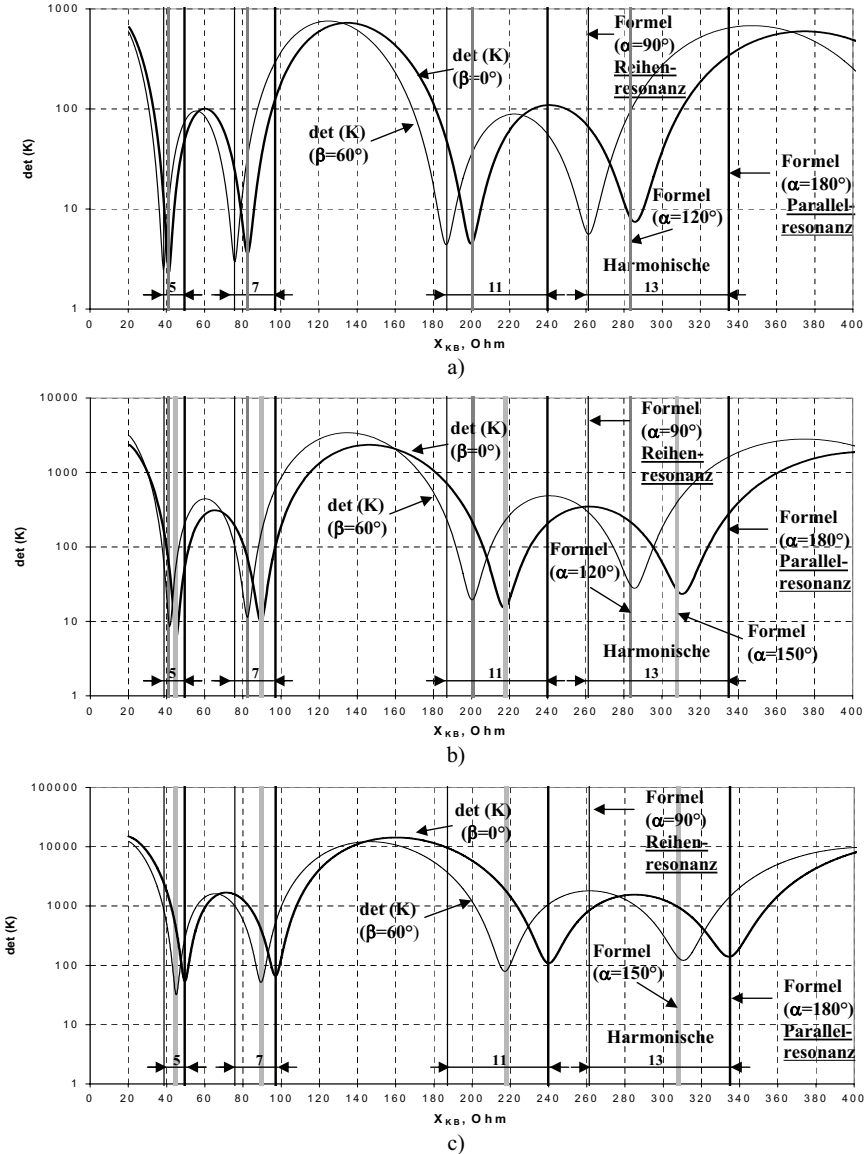 1000
100
10
1
det (K)
det (K)
(β=0°)
det (K)
(β=60°)
Formel
(α=90°)
Reihen-
resonanz
Formel
(α=180°)
Parallel-
resonanz
Formel
(α=120°)
Harmonische
5
7
11
13
0 20 40 60 80 100 120 140 160 180 200 220 240 260 280 300 320 340 360 380 400
X KB, Ohm
a)
10000
1000
100
10
1
det (K)
det (K)
(β=0°)
det (K)
(β=60°)
Formel
(α=90°)
Reihen-
resonanz
Formel
(α=120°)
Formel
(α=180°)
Parallel-
resonanz
Formel
(α=150°)
Harmonische
5
7
11
13
0 20 40 60 80 100 120 140 160 180 200 220 240 260 280 300 320 340 360 380 400
X KB, Ohm
b)
100000
10000
1000
100
10
1
det (K)
det (K)
(β=0°)
det (K)
(β=60°)
Formel
(α=90°)
Reihen-
resonanz
Formel
(α=150°)
Formel
(α=180°)
Parallel-
resonanz
Harmonische
5
7
11
13
0 20 40 60 80 100 120 140 160 180 200 220 240 260 280 300 320 340 360 380 400
X KB, Ohm
c)